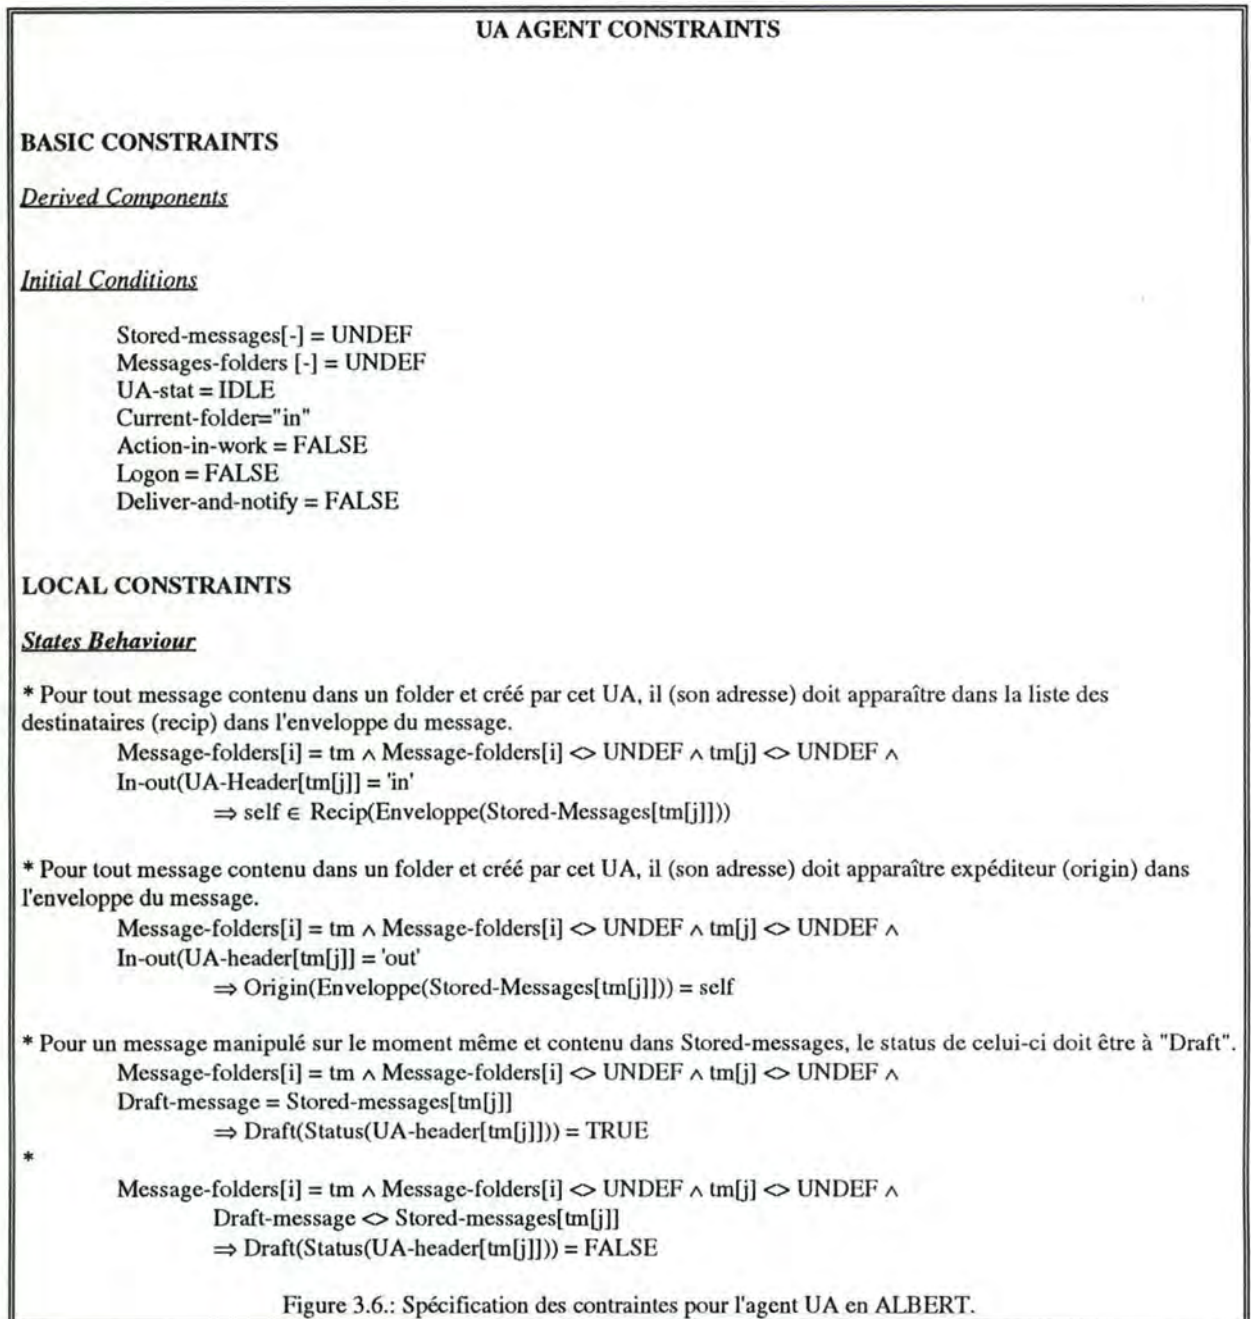 UA AGENT CONSTRAINTS
BASIC CONSTRAINTS
Derived Components
Initial Conditions
Stored-messages[-] = UNDEF
Messages-folders [-] = UNDEF
UA-stat = IDLE
Current-folder="in"
Action-in-work = FALSE
Logon = FALSE
Deliver-and-notify = FALSE
LOCAL CONSTRAINTS
States Behaviour
* Pour tout message contenu dans un folder et créé par cet UA, il (son adresse) doit apparaître dans la liste des
destinataires (recip) dans l'enveloppe du message.
Message-folders[i] = tm ∧ Message-folders[i] <> UNDEF ∧ tm[j] <> UNDEF ∧
In-out(UA-Header[tm[j]] = 'in'
⇒ self ∈ Recip(Enveloppe(Stored-Messages[tm[j]]))
* Pour tout message contenu dans un folder et créé par cet UA, il (son adresse) doit apparaître expéditeur (origin) dans
l'enveloppe du message.
Message-folders[i] = tm ∧ Message-folders[i] <> UNDEF ∧ tm[j] <> UNDEF ∧
In-out(UA-header[tm[j]] = 'out'
⇒ Origin(Enveloppe(Stored-Messages[tm[j]])) = self
* Pour un message manipulé sur le moment même et contenu dans Stored-messages, le status de celui-ci doit être à "Draft".
Message-folders[i] = tm ∧ Message-folders[i] <> UNDEF ∧ tm[j] <> UNDEF ∧
Draft-message = Stored-messages[tm[j]]
⇒ Draft(Status(UA-header[tm[j]])) = TRUE
*
Message-folders[i] = tm ∧ Message-folders[i] <> UNDEF ∧ tm[j] <> UNDEF ∧
Draft-message <> Stored-messages[tm[j]]
⇒ Draft(Status(UA-header[tm[j]])) = FALSE
Figure 3.6.: Spécification des contraintes pour l'agent UA en ALBERT.